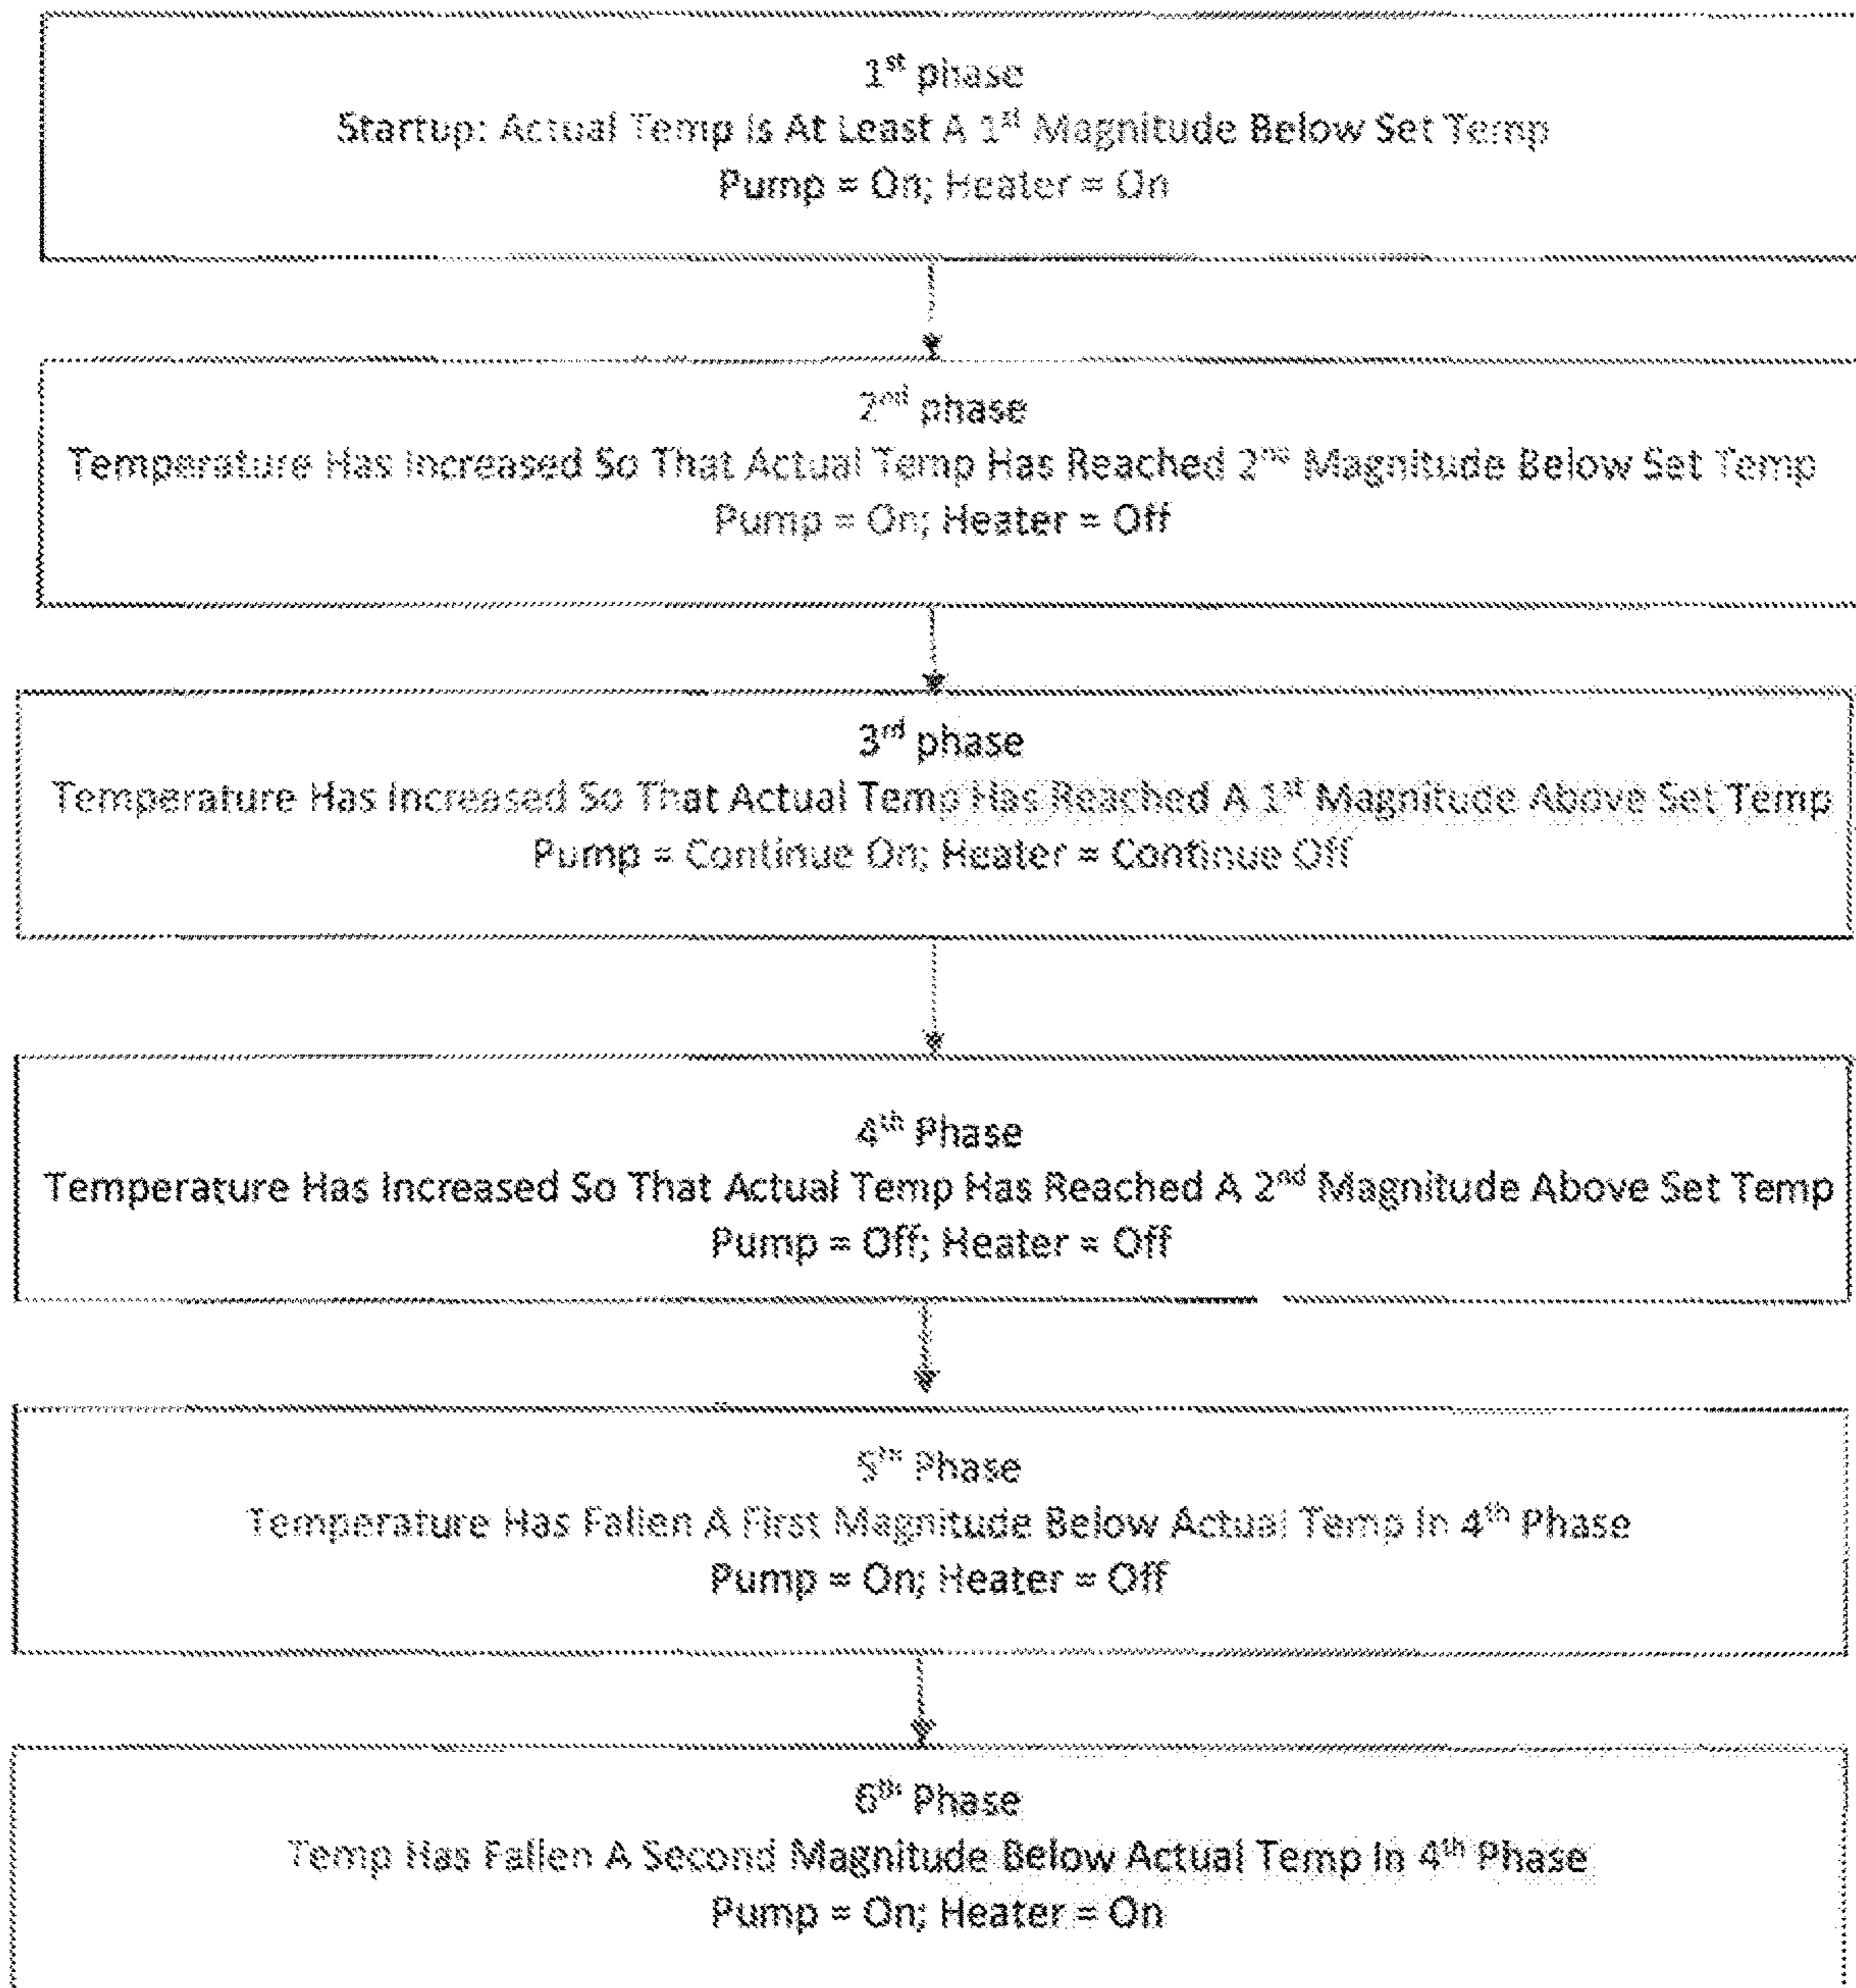 1st phase
Startup: Actual Temp Is At Least A 1st Magnitude Below Set Temp
Pump = On; Heater = On
2nd phase
Temperature Has Increased So That Actual Temp Has Reached 2nd Magnitude Below Set Temp
Pump = On; Heater = Off
3rd phase
Temperature Has Increased So That Actual Temp Has Reached A 1st Magnitude Above Set Temp
Pump = Continue On; Heater = Continue Off
4th Phase
Temperature Has Increased So That Actual Temp Has Reached A 2nd Magnitude Above Set Temp
Pump = Off; Heater = Off
5th Phase
Temperature Has Fallen A First Magnitude Below Actual Temp In 4th Phase
Pump = On; Heater = Off
6th Phase
Temp Has Fallen A Second Magnitude Below Actual Temp In 4th Phase
Pump = On; Heater = On